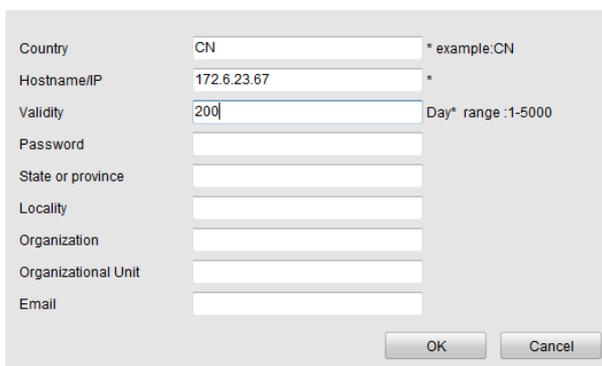 Country CN * example:CN
Hostname/IP 172.6.23.67 *
Validity 200 Day* range :1-5000
Password
State or province
Locality
Organization
Organizational Unit
Email
OK Cancel